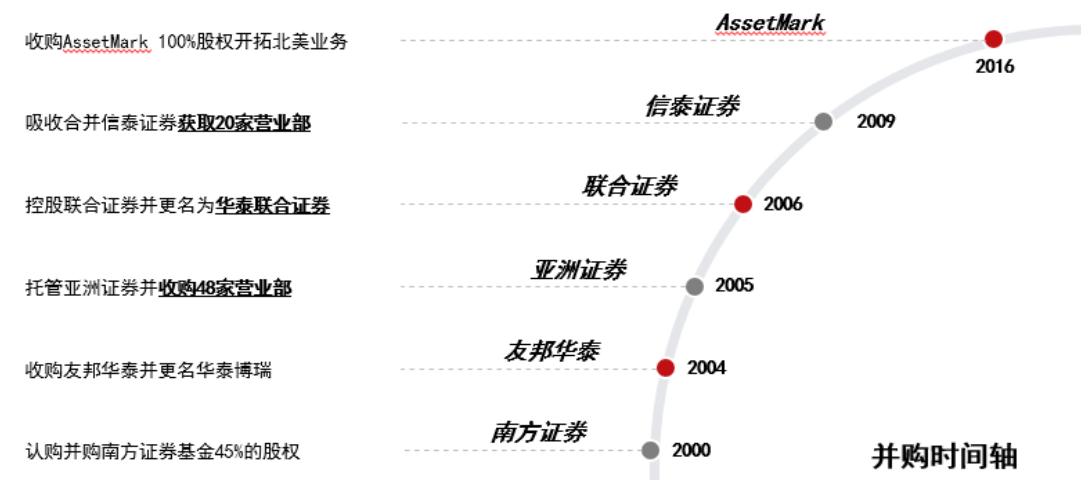 AssetMark
收购AssetMark 100%股权开拓北美业务
2016
信泰证券
吸收合并信泰证券获取20家营业部
2009
联合证券
控股联合证券并更名为华泰联合证券
2006
亚洲证券
托管亚洲证券并收购48家营业部
2005
友邦华泰
收购友邦华泰并更名华泰博瑞
2004
南方证券
认购并购南方证券基金45%的股权
2000
并购时间轴